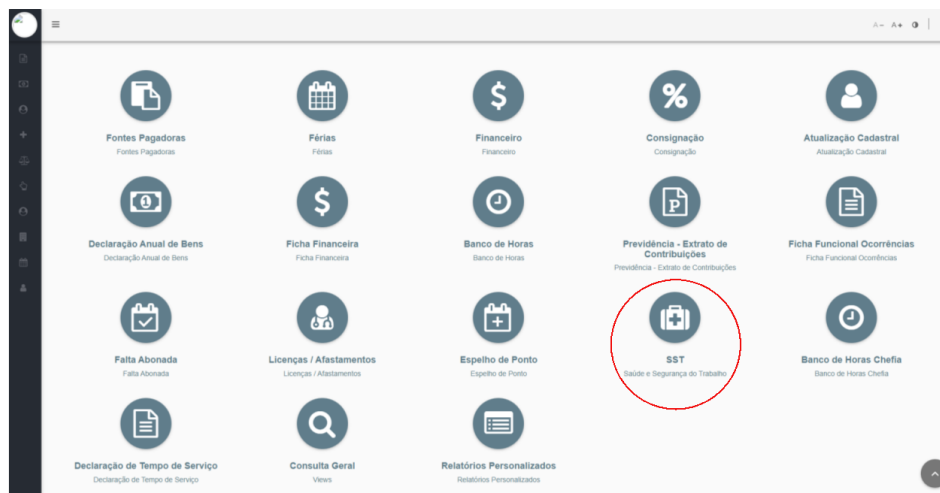 A− A+
Fontes Pagadoras
Fontes Pagadoras
Férias
Férias
Financeiro
Financeiro
Consignação
Consignação
Atualização Cadastral
Atualização Cadastral
Declaração Anual de Bens
Declaração Anual de Bens
Ficha Financeira
Ficha Financeira
Banco de Horas
Banco de Horas
Previdência - Extrato de
Contribuições
Previdência - Extrato de Contribuições
Ficha Funcional Ocorrências
Ficha Funcional Ocorrências
Falta Abonada
Falta Abonada
Licenças / Afastamentos
Licenças / Afastamentos
Espelho de Ponto
Espelho de Ponto
SST
Saúde e Segurança do Trabalho
Banco de Horas Chefia
Banco de Horas Chefia
Declaração de Tempo de Serviço
Declaração de Tempo de Serviço
Consulta Geral
Views
Relatórios Personalizados
Relatórios Personalizados